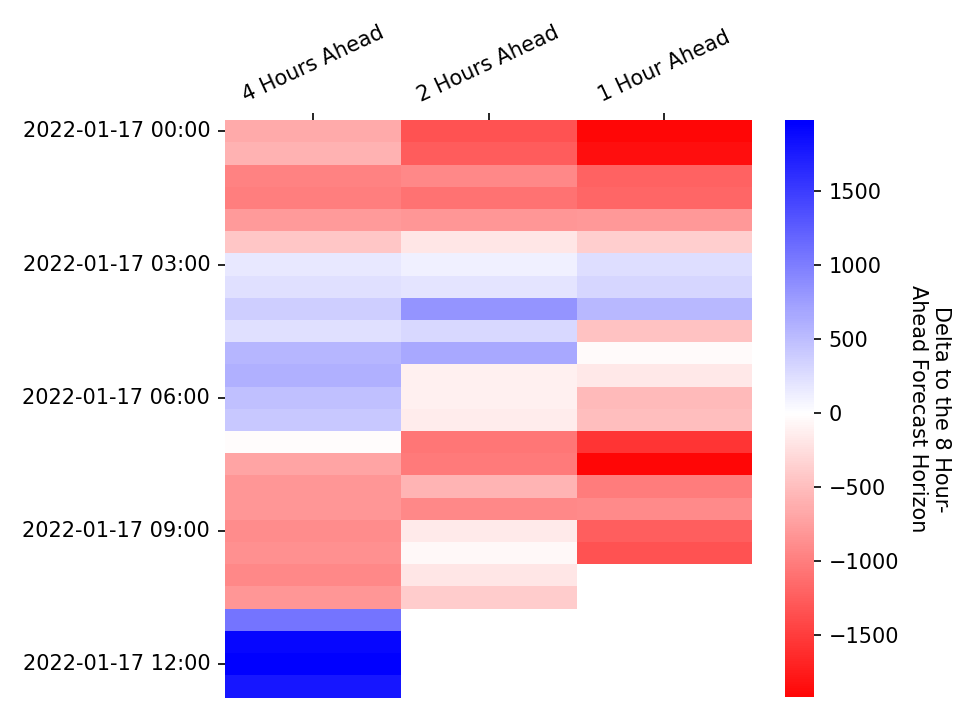 4 Hours Ahead
2 Hours Ahead
1 Hour Ahead
2022-01-17 00:00
2022-01-17 03:00
2022-01-17 06:00
2022-01-17 09:00
2022-01-17 12:00
1500
1000
500
0
−500
−1000
−1500
Delta to the 8 Hour-
Ahead Forecast Horizon